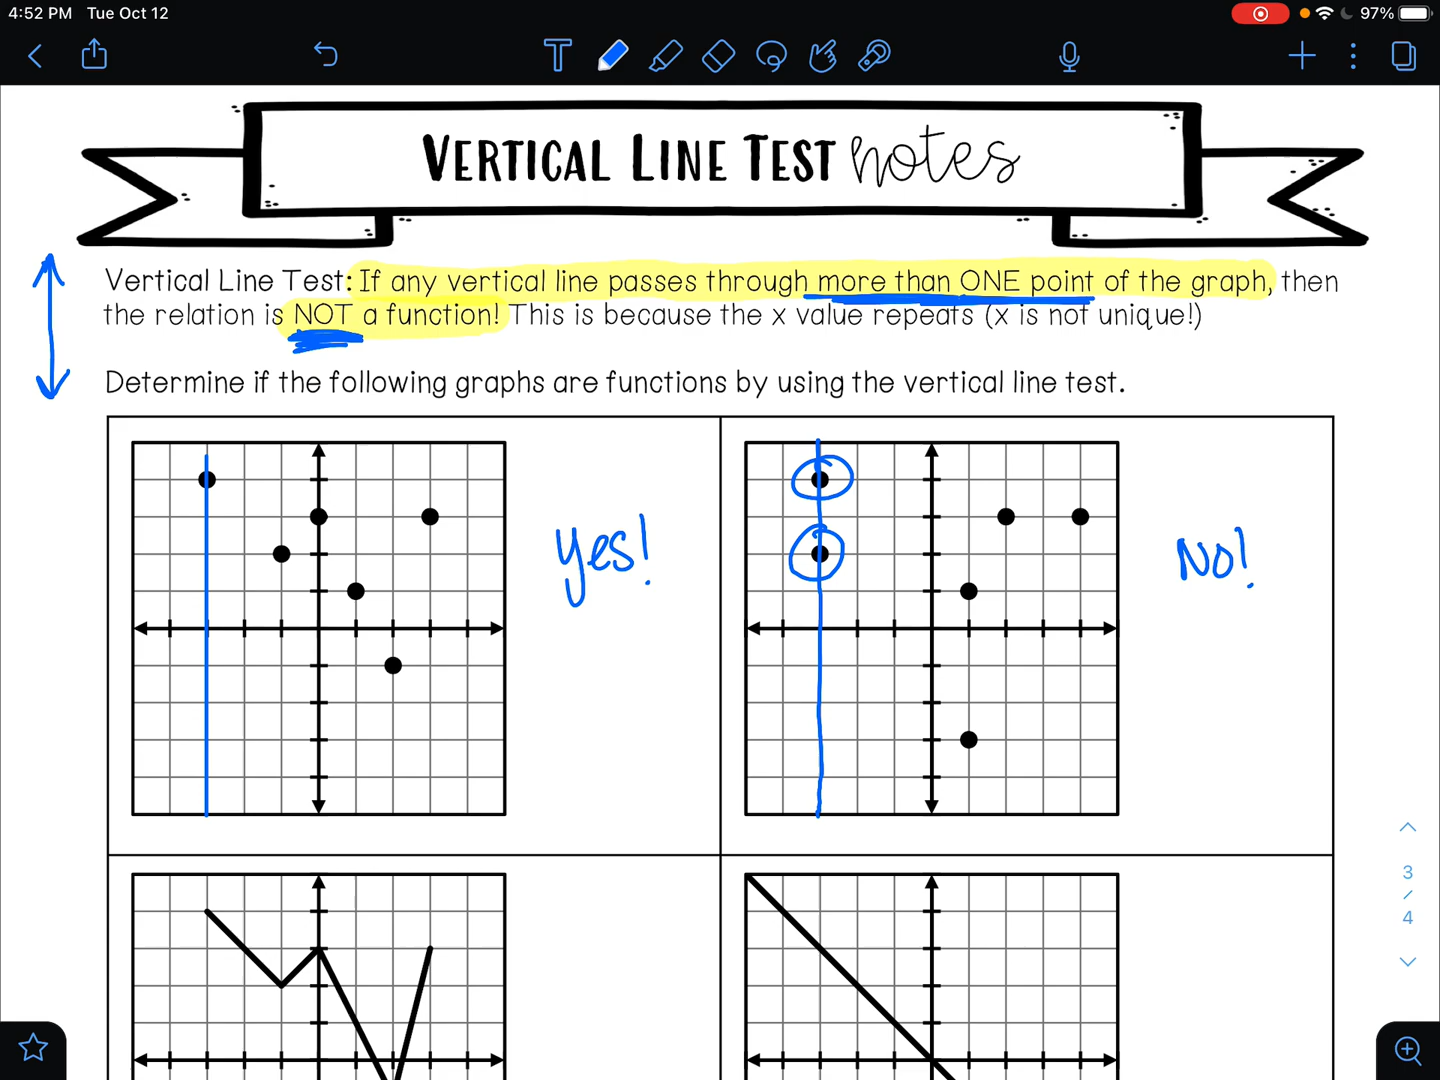 4:52 PM Tue Oct 12
97%
VERTICAL LINE TEST notes
Vertical Line Test: If any vertical line passes through more than ONE point of the graph, then
the relation is NOT a function! This is because the x value repeats (x is not unique!)
Determine if the following graphs are functions by using the vertical line test.
yes!
No!
3
/
4